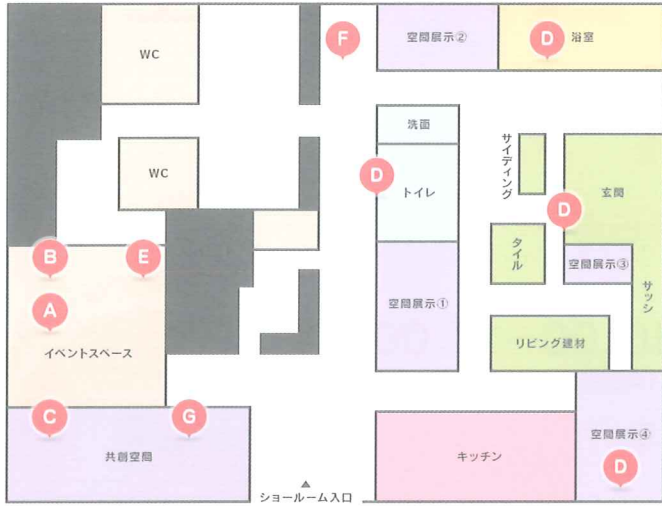 F
空間展示②
D
浴室
WC
洗面
サイディング
WC
D
トイレ
D
玄関
B
E
タイル
空間展示③
A
空間展示①
サッシ
イベントスペース
リビング建材
C
G
共創空間
キッチン
空間展示④
D
ショールーム入口